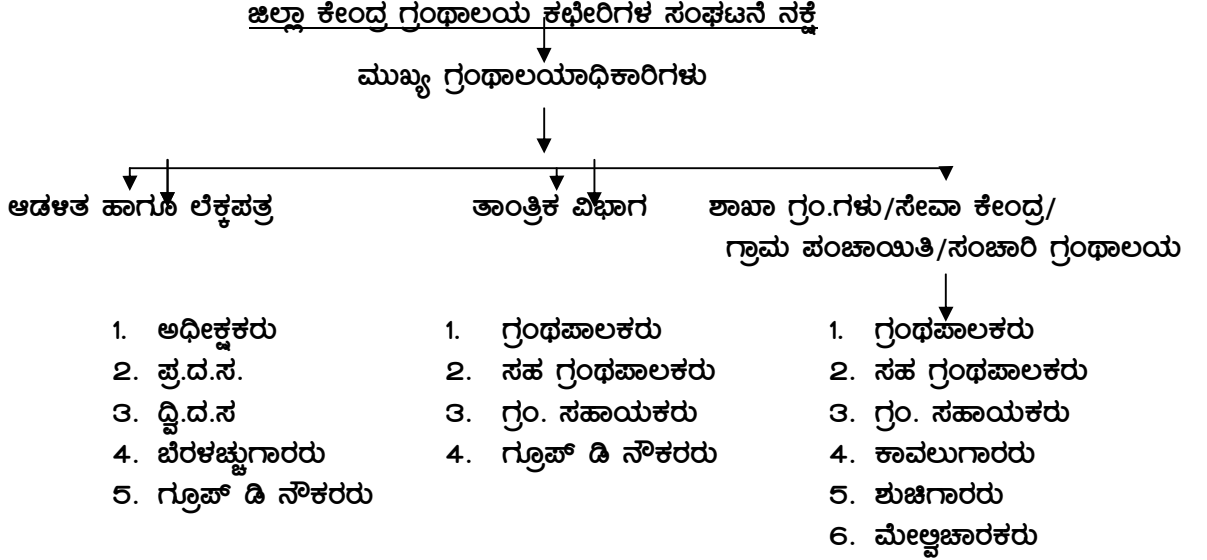 ಜಿಲ್ಲಾ ಕೇಂದ್ರ ಗ್ರಂಥಾಲಯ ಕಛೇರಿಗಳ ಸಂಘಟನೆ ನಕ್ಷೆ
ಮುಖ್ಯ ಗ್ರಂಥಾಲಯಾಧಿಕಾರಿಗಳು
ಆಡಳಿತ ಹಾಗೂ ಲೆಕ್ಕಪತ್ರ
ತಾಂತ್ರಿಕ ವಿಭಾಗ
ಶಾಖಾ ಗ್ರಂ.ಗಳು/ಸೇವಾ ಕೇಂದ್ರ/
ಗ್ರಾಮ ಪಂಚಾಯಿತಿ/ಸಂಚಾರಿ ಗ್ರಂಥಾಲಯ
1. ಅಧೀಕ್ಷಕರು
2. ಪ್ರ.ದ.ಸ.
3. ದ್ವಿ.ದ.ಸ
4. ಬೆರಳಚ್ಚುಗಾರರು
5. ಗ್ರೂಪ್ ಡಿ ನೌಕರರು
1. ಗ್ರಂಥಪಾಲಕರು
2. ಸಹ ಗ್ರಂಥಪಾಲಕರು
3. ಗ್ರಂ. ಸಹಾಯಕರು
4. ಗ್ರೂಪ್ ಡಿ ನೌಕರರು
1. ಗ್ರಂಥಪಾಲಕರು
2. ಸಹ ಗ್ರಂಥಪಾಲಕರು
3. ಗ್ರಂ. ಸಹಾಯಕರು
4. ಕಾವಲುಗಾರರು
5. ಶುಚಿಗಾರರು
6. ಮೇಲ್ವಿಚಾರಕರು